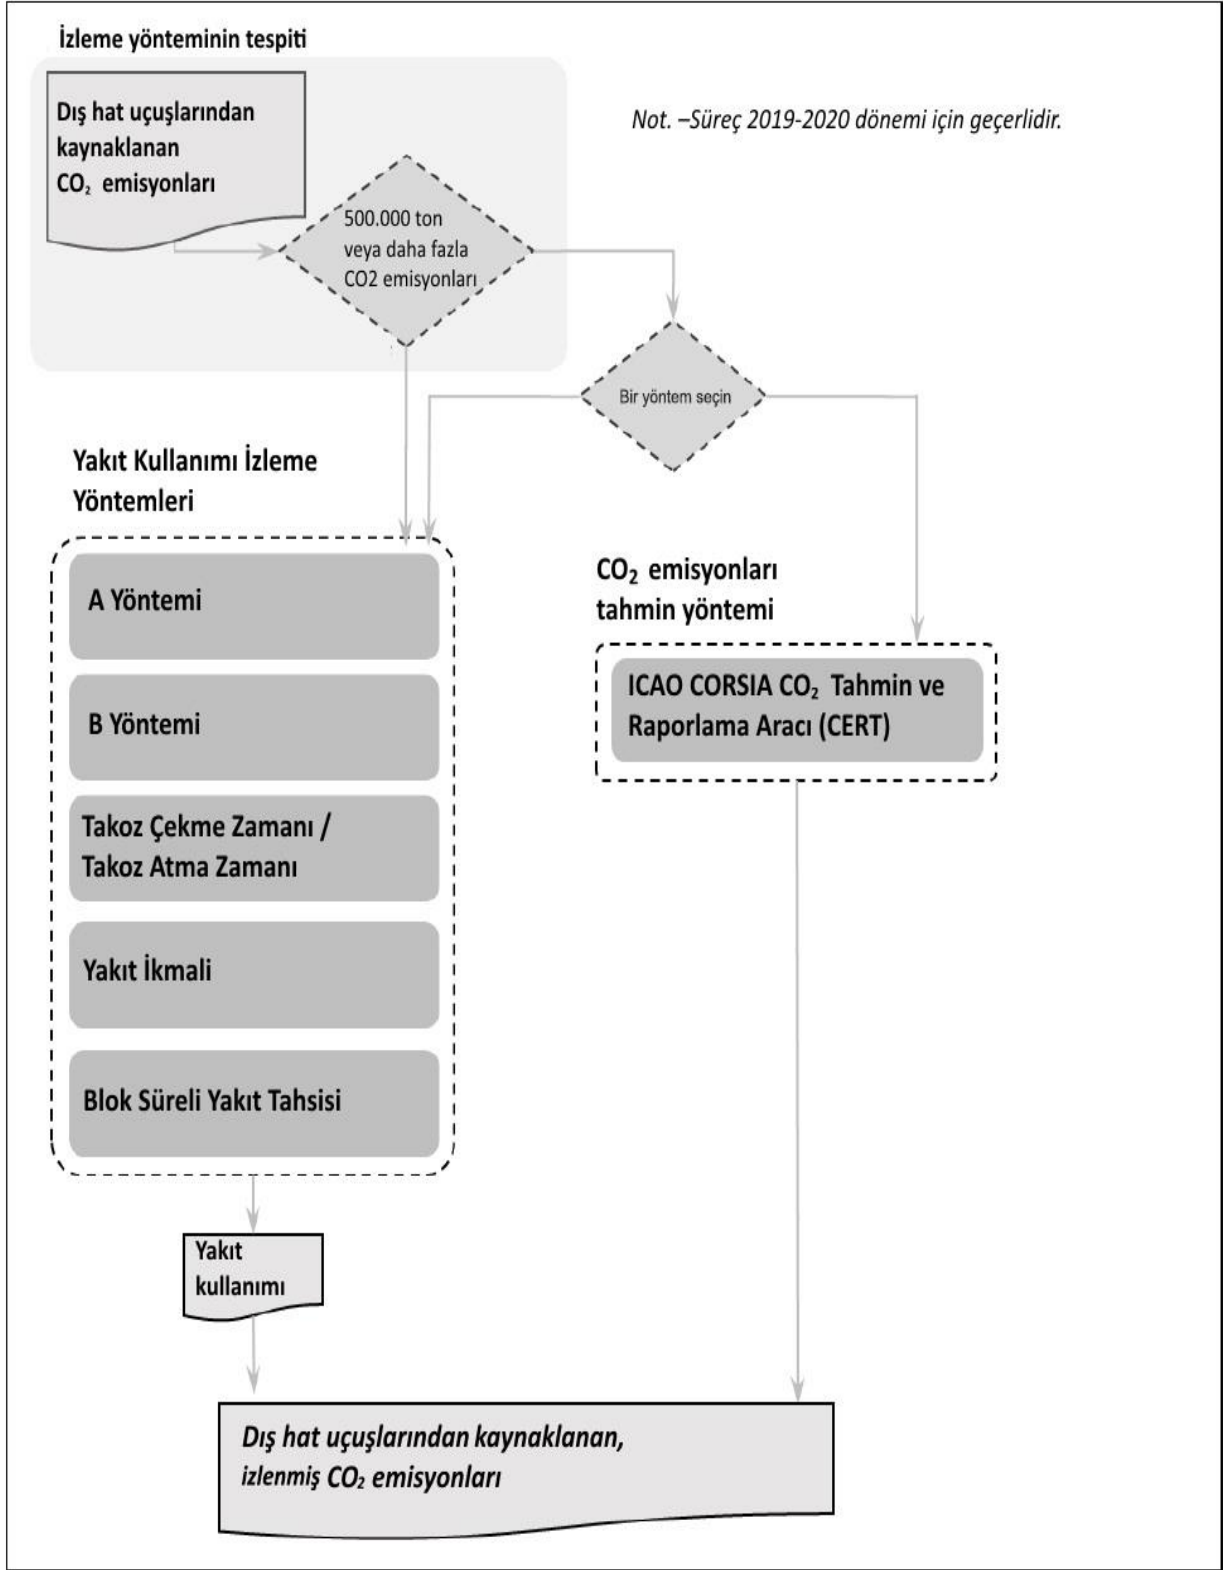 İzleme yönteminin tespiti
Dış hat uçuşlarından
kaynaklanan
CO₂ emisyonları
Not. –Süreç 2019-2020 dönemi için geçerlidir.
500.000 ton
veya daha fazla
CO2 emisyonları
Bir yöntem seçin
Yakıt Kullanımı İzleme
Yöntemleri
A Yöntemi
B Yöntemi
Takoz Çekme Zamanı /
Takoz Atma Zamanı
Yakıt İkmali
Blok Süreli Yakıt Tahsisi
CO₂ emisyonları
tahmin yöntemi
ICAO CORSIA CO₂ Tahmin ve
Raporlama Aracı (CERT)
Yakıt
kullanımı
Dış hat uçuşlarından kaynaklanan,
izlenmiş CO₂ emisyonları